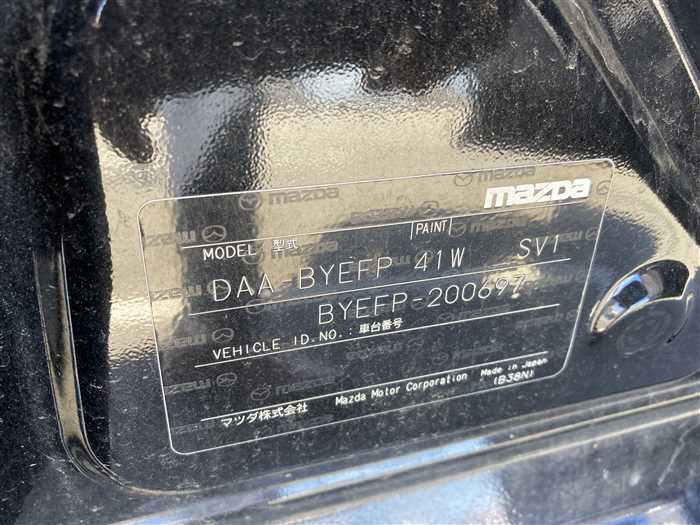 mazda
MODEL 型式 PAINT
DAA-BYEFP 41W SV1
BYEFP-200697
VEHICLE ID.NO.:車台番号
マツダ株式会社 Mazda Motor Corporation Made in Japan
(B38N)